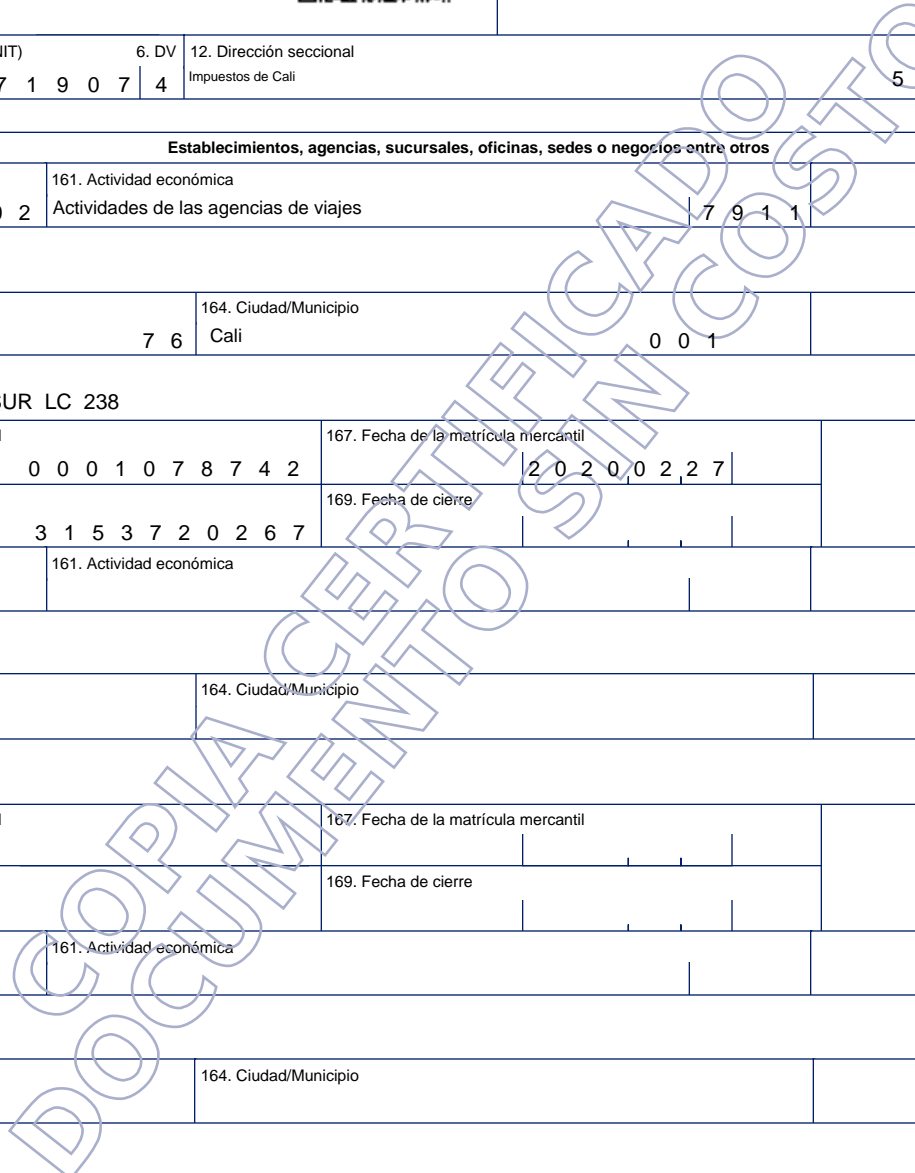 NIT) 6. DV 12. Dirección seccional
7 1 9 0 7 4 Impuestos de Cali 5
Establecimientos, agencias, sucursales, oficinas, sedes o negocios entre otros
161. Actividad económica
0 2 Actividades de las agencias de viajes 7 9 1 1
164. Ciudad/Municipio
7 6 Cali 0 0 1
SUR LC 238
167. Fecha de la matrícula mercantil
0 0 0 1 0 7 8 7 4 2 2 0 2 0 0 2 2 7
169. Fecha de cierre
3 1 5 3 7 2 0 2 6 7
161. Actividad económica
164. Ciudad/Municipio
167. Fecha de la matrícula mercantil
169. Fecha de cierre
161. Actividad económica
164. Ciudad/Municipio
COPIA CERTIFICADO
DOCUMENTO SIN COSTO